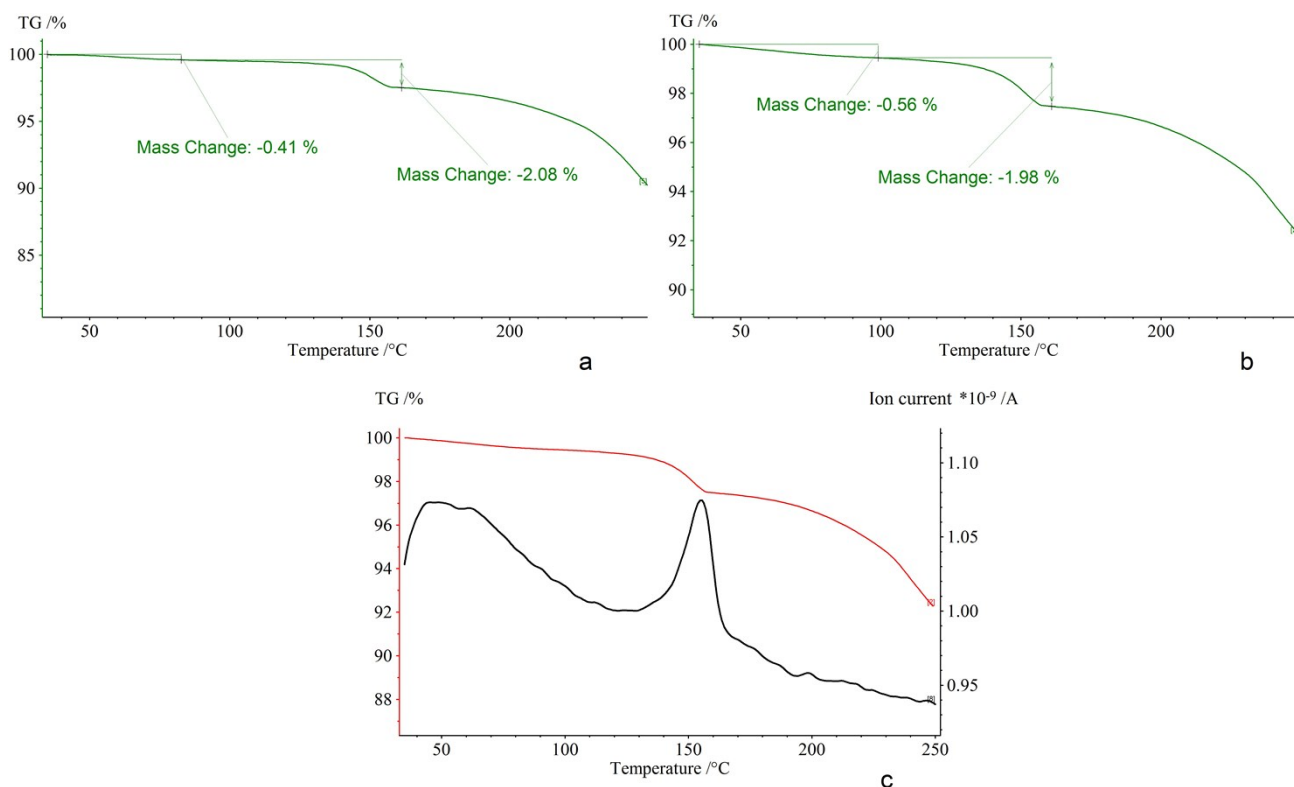 TG /%
100
95
90
85
Mass Change: -0.41 %
Mass Change: -2.08 %
50 100 150 200
Temperature /°C
a
TG /%
100
98
96
94
92
90
Mass Change: -0.56 %
Mass Change: -1.98 %
50 100 150 200
Temperature /°C
b
TG /% Ion current *10-9 /A
100
98
96
94
92
90
88
1.10
1.05
1.00
0.95
50 100 150 200 250
Temperature /°C
c